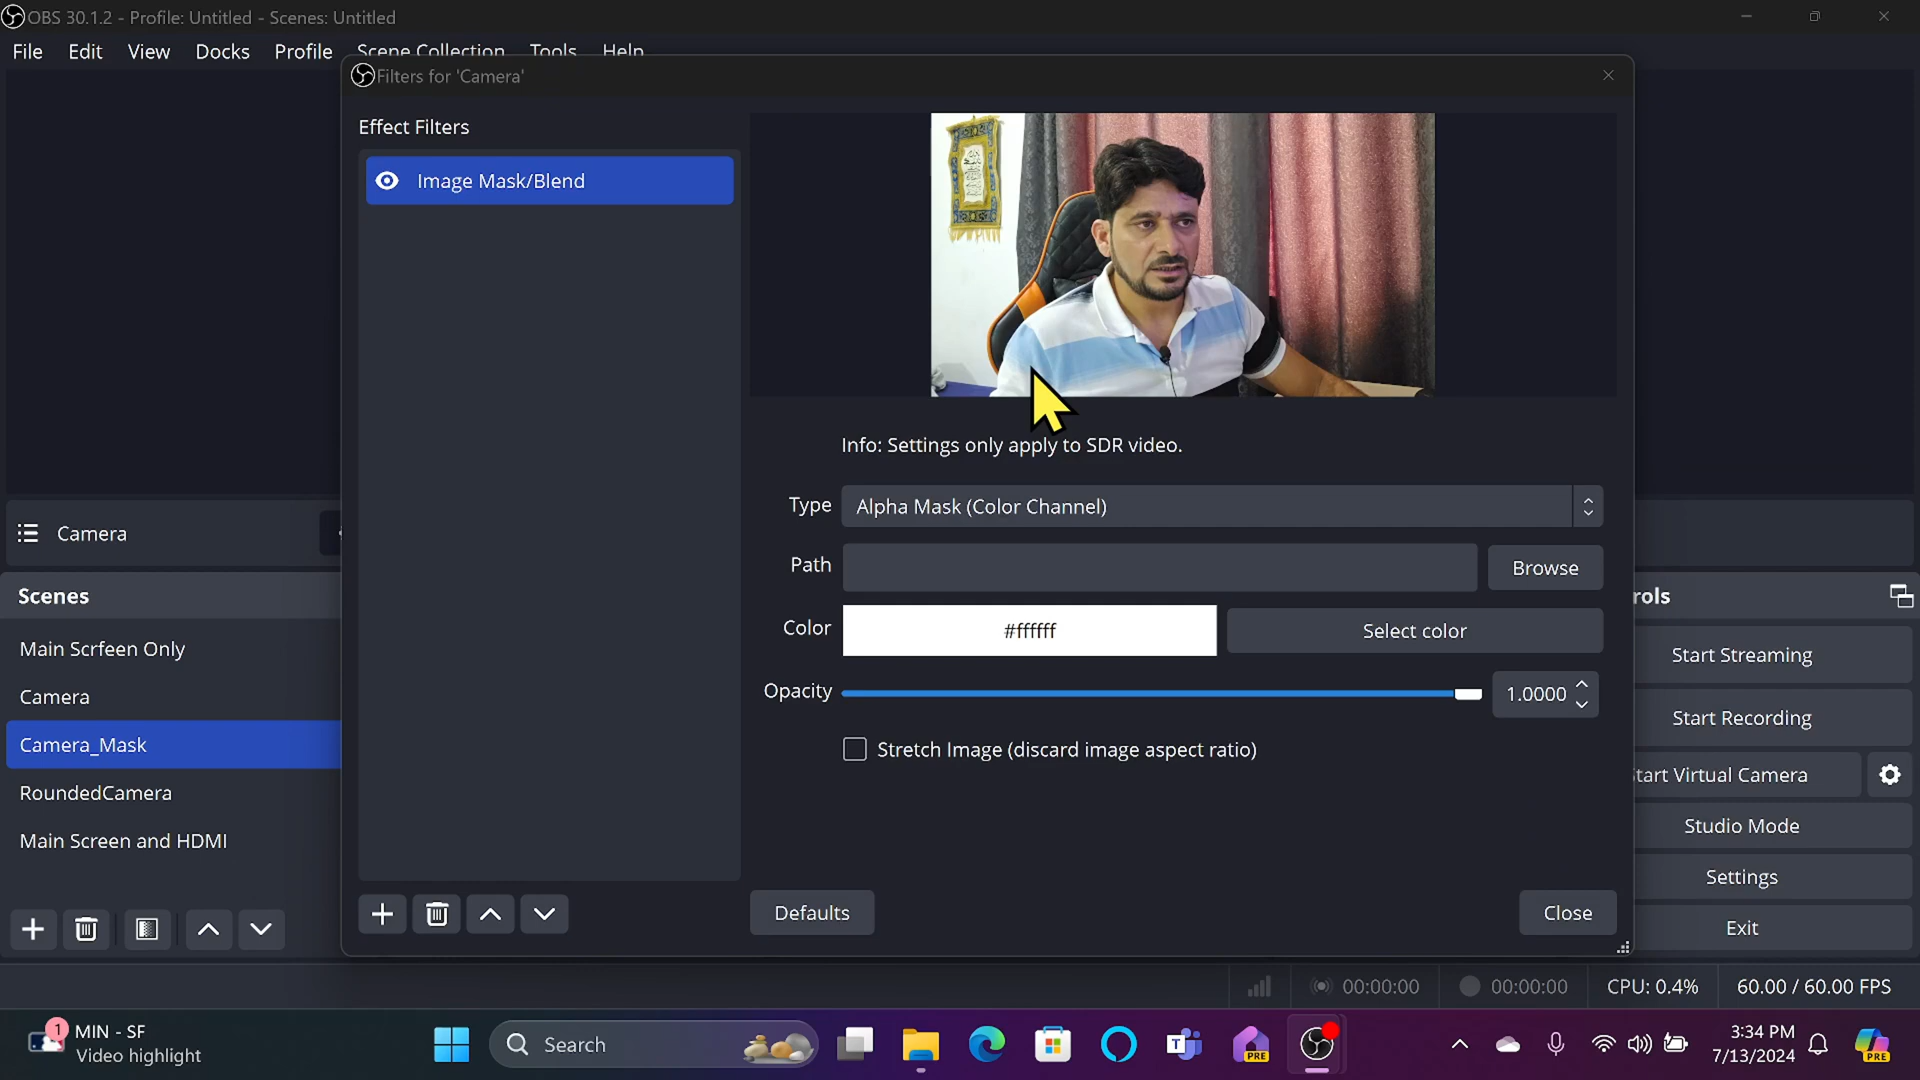 OBS 30.1.2 - Profile: Untitled - Scenes: Untitled
File Edit View Docks Profile Scene Collection Tools Help
Filters for 'Camera'
Effect Filters
Image Mask/Blend
Info: Settings only apply to SDR video.
Type Alpha Mask (Color Channel)
Path Browse
Color #ffffff Select color
Opacity 1.0000
Stretch Image (discard image aspect ratio)
Defaults Close
Camera
Scenes
Main Scrfeen Only
Camera
Camera_Mask
RoundedCamera
Main Screen and HDMI
rols
Start Streaming
Start Recording
tart Virtual Camera
Studio Mode
Settings
Exit
00:00:00 00:00:00 CPU: 0.4% 60.00 / 60.00 FPS
1 MIN - SF
Video highlight
Search
PRE
3:34 PM
7/13/2024
PRE